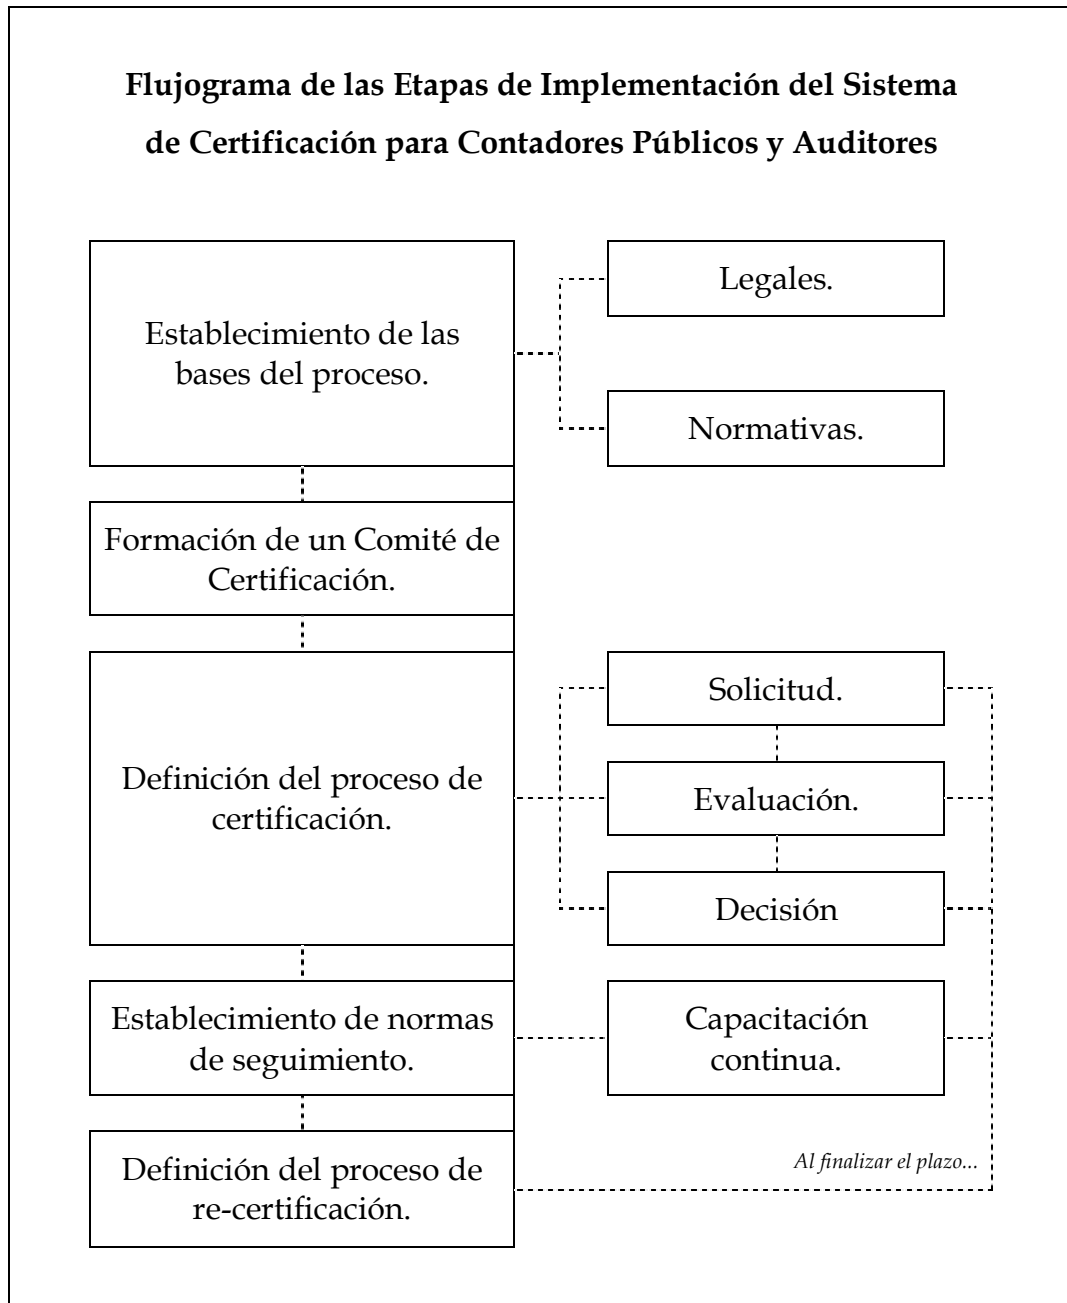 Flujograma de las Etapas de Implementación del Sistema
de Certificación para Contadores Públicos y Auditores
Establecimiento de las
bases del proceso.
Legales.
Normativas.
Formación de un Comité de
Certificación.
Definición del proceso de
certificación.
Solicitud.
Evaluación.
Decisión
Establecimiento de normas
de seguimiento.
Capacitación
continua.
Definición del proceso de
re-certificación.
Al finalizar el plazo...